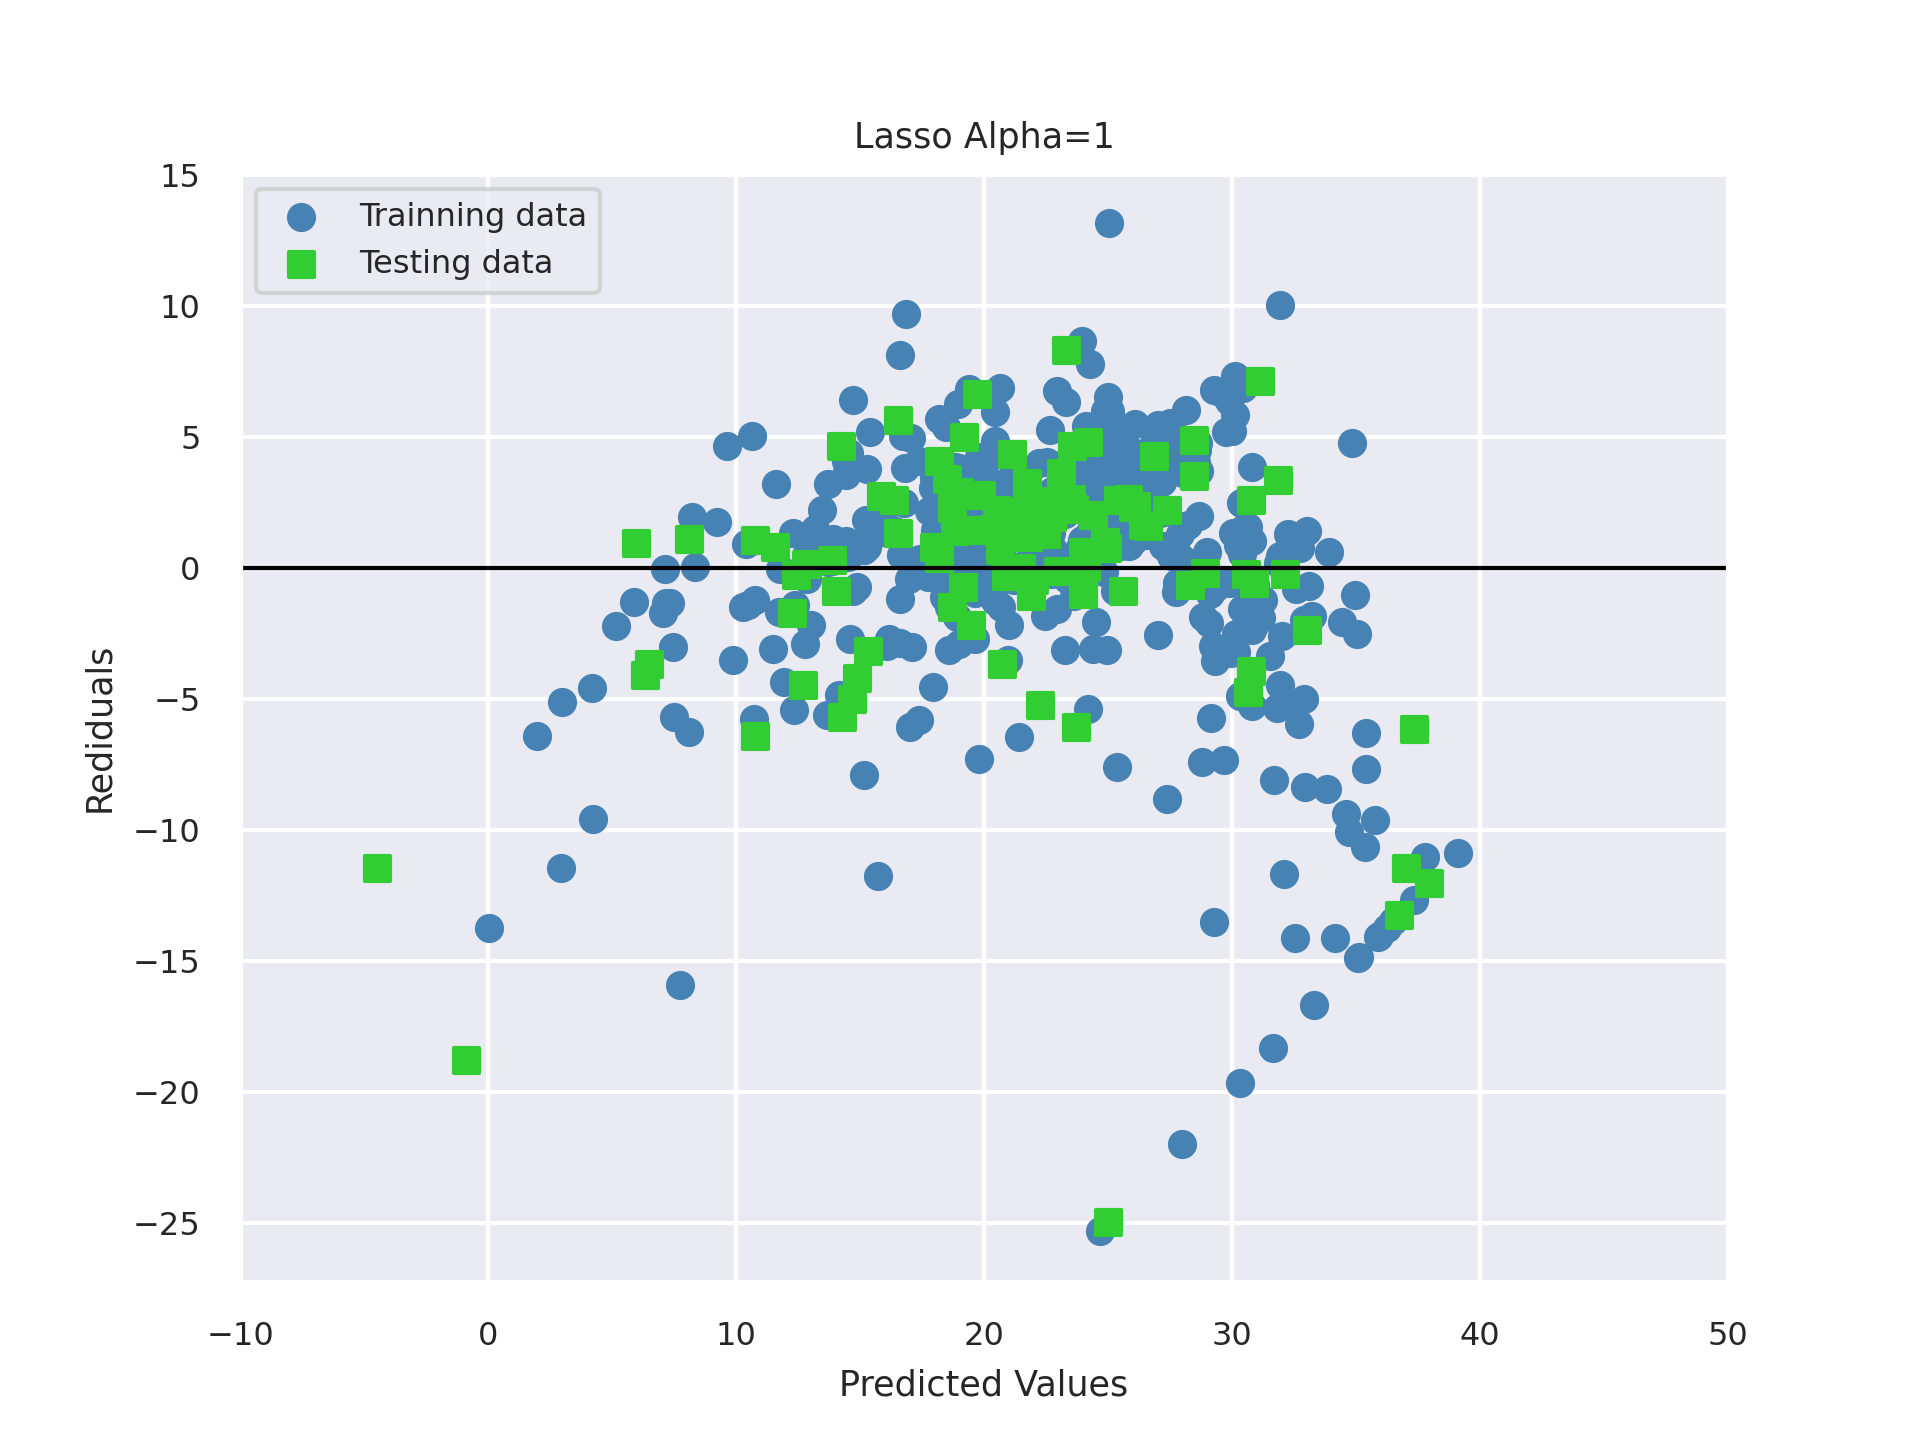 Lasso Alpha=1
15
10
5
0
−5
−10
−15
−20
−25
Trainning data
Testing data
Rediduals
−10 0 10 20 30 40 50
Predicted Values